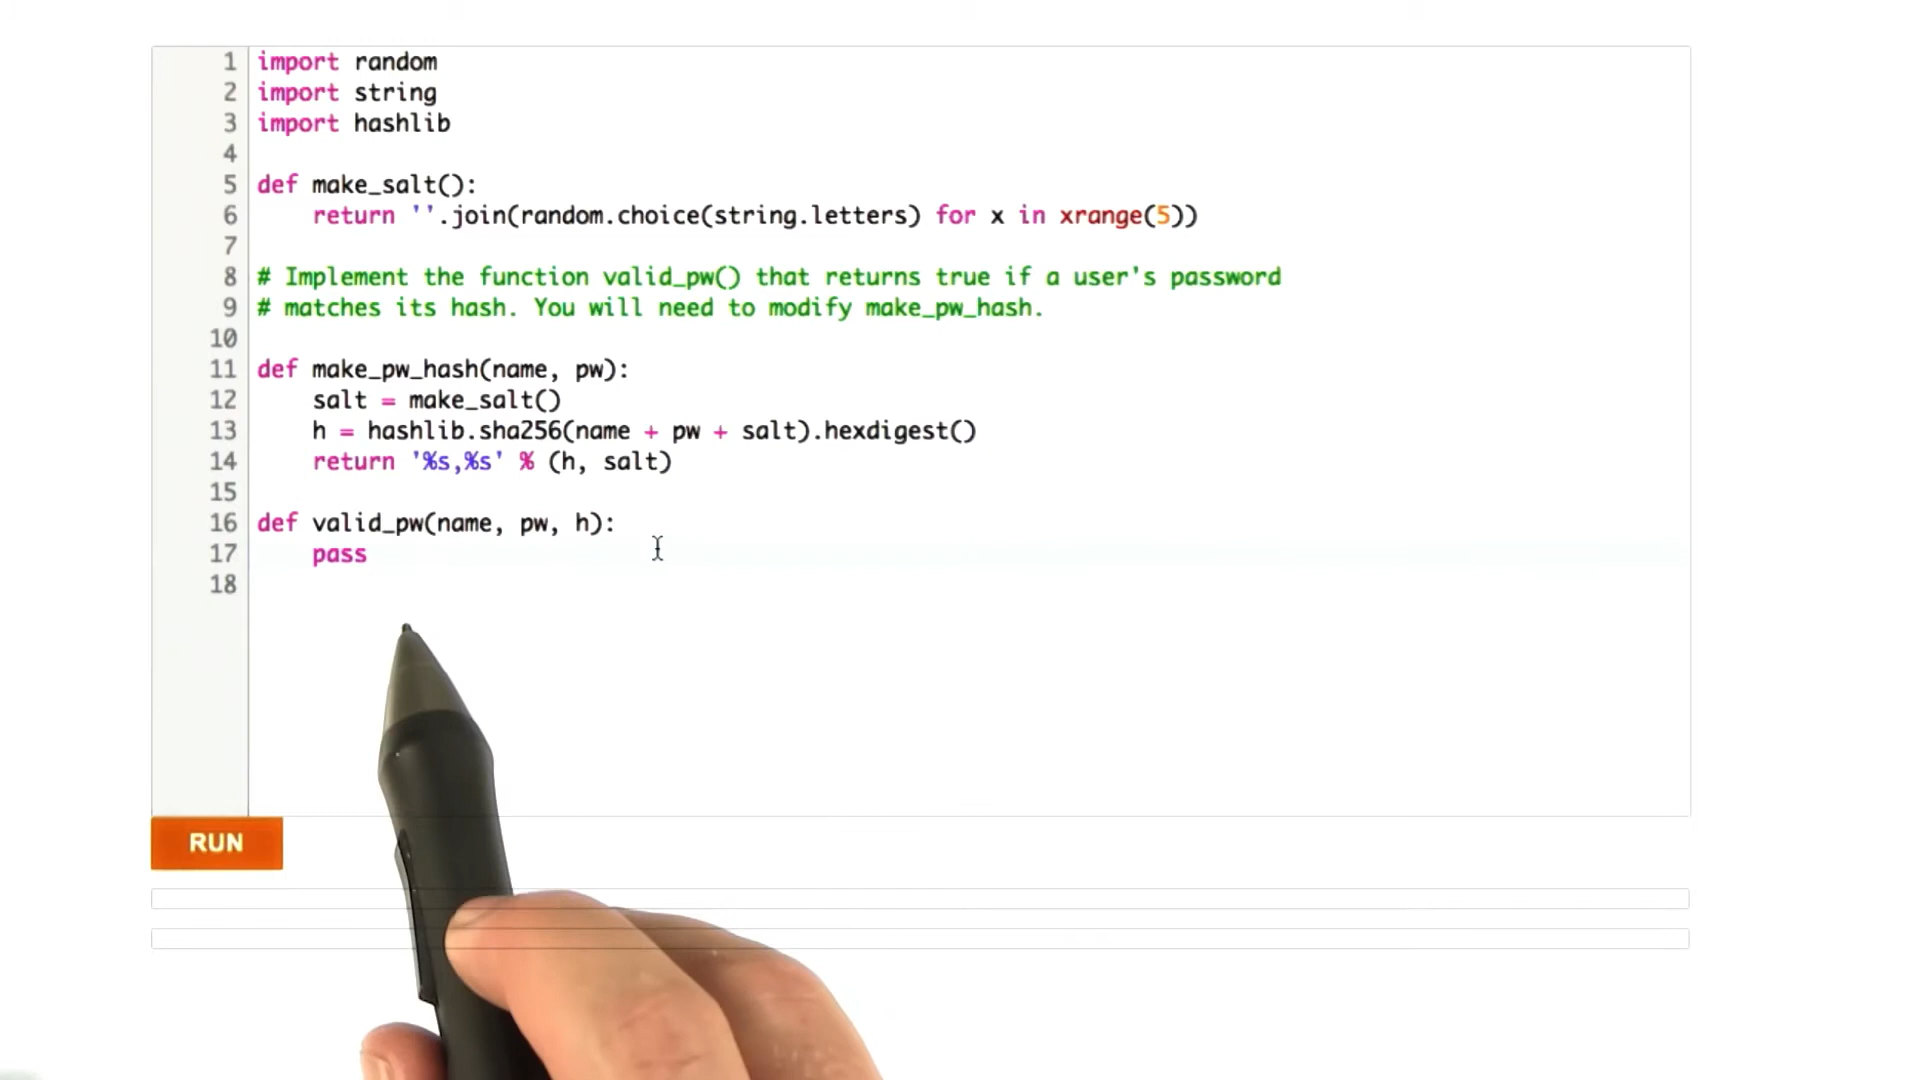 1 import random
2 import string
3 import hashlib
4
5 def make_salt():
6     return ''.join(random.choice(string.letters) for x in xrange(5))
7
8 # Implement the function valid_pw() that returns true if a user's password
9 # matches its hash. You will need to modify make_pw_hash.
10
11 def make_pw_hash(name, pw):
12     salt = make_salt()
13     h = hashlib.sha256(name + pw + salt).hexdigest()
14     return '%s,%s' % (h, salt)
15
16 def valid_pw(name, pw, h):
17     pass
18
RUN